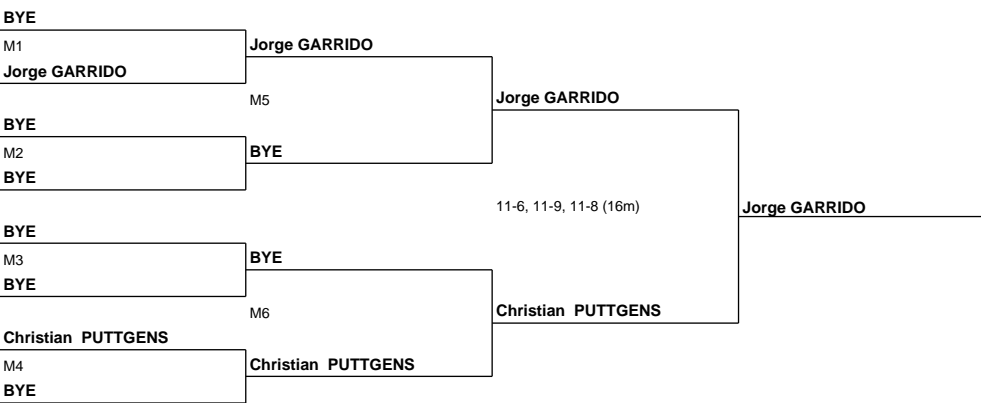 BYE
M1
Jorge GARRIDO
Jorge GARRIDO
M5
Jorge GARRIDO
BYE
M2
BYE
BYE
11-6, 11-9, 11-8 (16m)
Jorge GARRIDO
BYE
M3
BYE
BYE
M6
Christian PUTTGENS
Christian PUTTGENS
M4
Christian PUTTGENS
BYE